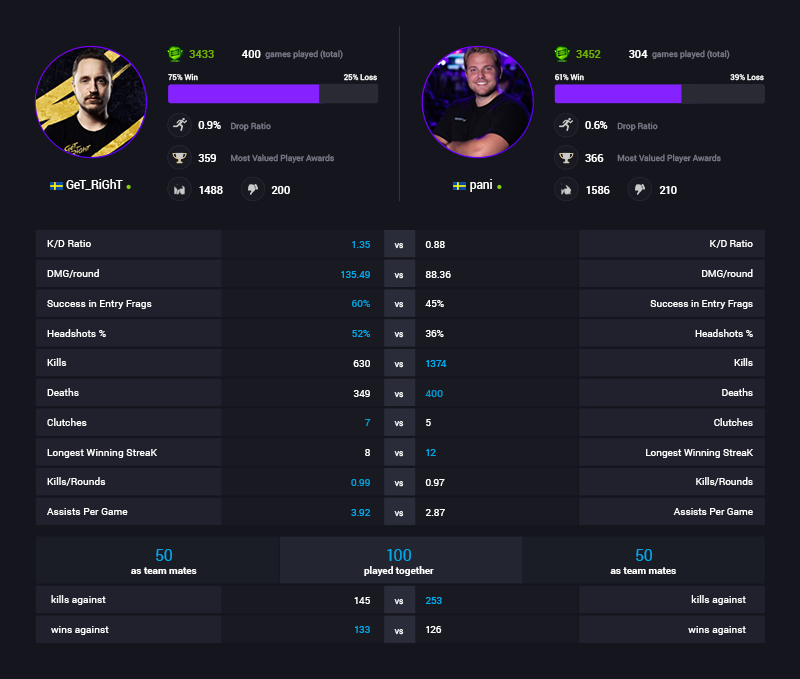 3433 400 games played (total)
75% Win 25% Loss
0.9% Drop Ratio
359 Most Valued Player Awards
GeT_RiGhT
1488 200
3452 304 games played (total)
61% Win 39% Loss
0.6% Drop Ratio
366 Most Valued Player Awards
pani
1586 210
K/D Ratio 1.35 vs 0.88 K/D Ratio
DMG/round 135.49 vs 88.36 DMG/round
Success in Entry Frags 60% vs 45% Success in Entry Frags
Headshots % 52% vs 36% Headshots %
Kills 630 vs 1374 Kills
Deaths 349 vs 400 Deaths
Clutches 7 vs 5 Clutches
Longest Winning StreaK 8 vs 12 Longest Winning StreaK
Kills/Rounds 0.99 vs 0.97 Kills/Rounds
Assists Per Game 3.92 vs 2.87 Assists Per Game
50 100 50
as team mates played together as team mates
kills against 145 vs 253 kills against
wins against 133 vs 126 wins against